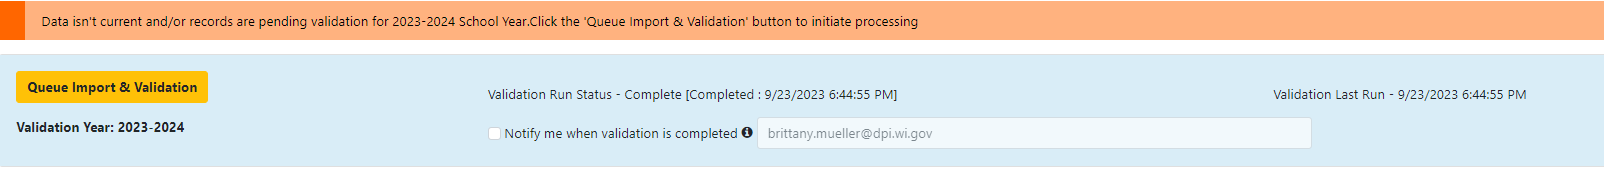 Data isn't current and/or records are pending validation for 2023-2024 School Year.Click the 'Queue Import & Validation' button to initiate processing
Queue Import & Validation
Validation Run Status - Complete [Completed : 9/23/2023 6:44:55 PM]
Validation Last Run - 9/23/2023 6:44:55 PM
Validation Year: 2023-2024
Notify me when validation is completed
brittany.mueller@dpi.wi.gov